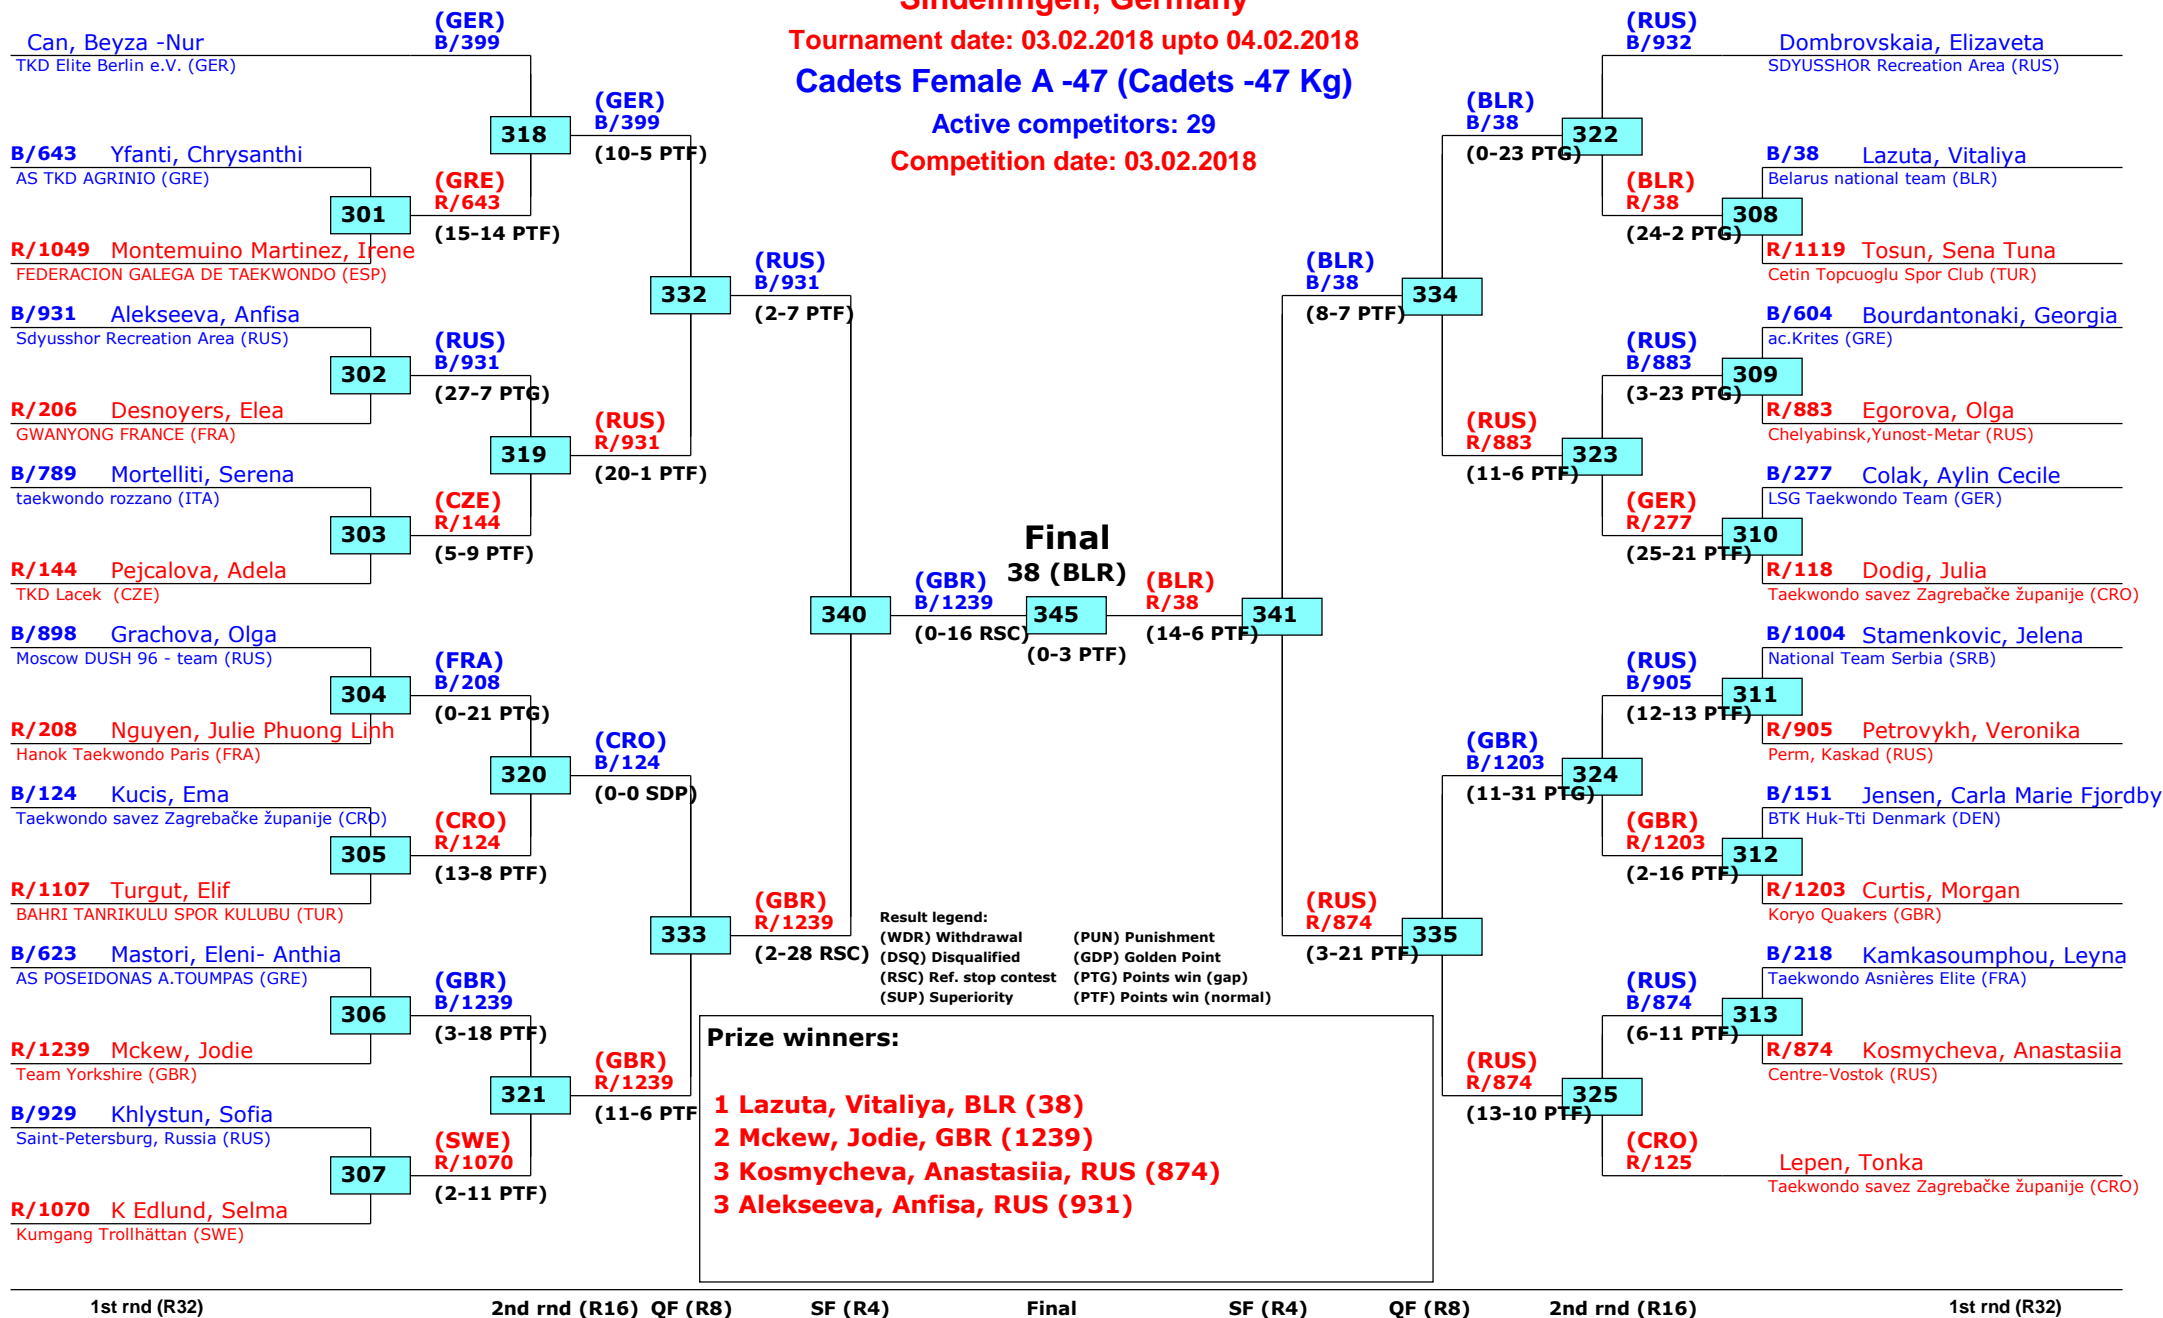 Sindelfingen, Germany
Tournament date: 03.02.2018 upto 04.02.2018
Cadets Female A -47 (Cadets -47 Kg)
Active competitors: 29
Competition date: 03.02.2018
Can, Beyza -Nur
TKD Elite Berlin e.V. (GER)
(GER)
B/399
B/643 Yfanti, Chrysanthi
AS TKD AGRINIO (GRE)
301
R/1049 Montemuino Martinez, Irene
FEDERACION GALEGA DE TAEKWONDO (ESP)
(GRE)
R/643
(15-14 PTF)
318
(GER)
B/399
(10-5 PTF)
B/931 Alekseeva, Anfisa
Sdyusshor Recreation Area (RUS)
302
R/206 Desnoyers, Elea
GWANYONG FRANCE (FRA)
(RUS)
B/931
(27-7 PTG)
B/789 Mortelliti, Serena
taekwondo rozzano (ITA)
303
R/144 Pejcalova, Adela
TKD Lacek (CZE)
(CZE)
R/144
(5-9 PTF)
319
(RUS)
R/931
(20-1 PTF)
332
(RUS)
B/931
(2-7 PTF)
B/898 Grachova, Olga
Moscow DUSH 96 - team (RUS)
304
R/208 Nguyen, Julie Phuong Linh
Hanok Taekwondo Paris (FRA)
(FRA)
B/208
(0-21 PTG)
B/124 Kucis, Ema
Taekwondo savez Zagrebačke županije (CRO)
305
R/1107 Turgut, Elif
BAHRI TANRIKULU SPOR KULUBU (TUR)
(CRO)
R/124
(13-8 PTF)
320
(CRO)
B/124
(0-0 SDP)
B/623 Mastori, Eleni- Anthia
AS POSEIDONAS A.TOUMPAS (GRE)
306
R/1239 Mckew, Jodie
Team Yorkshire (GBR)
(GBR)
B/1239
(3-18 PTF)
B/929 Khlystun, Sofia
Saint-Petersburg, Russia (RUS)
307
R/1070 K Edlund, Selma
Kumgang Trollhättan (SWE)
(SWE)
R/1070
(2-11 PTF)
321
(GBR)
R/1239
(11-6 PTF
333
(GBR)
R/1239
(2-28 RSC)
340
(GBR)
B/1239
(0-16 RSC)
Final
38 (BLR)
345
(0-3 PTF)
(BLR)
R/38
(14-6 PTF)
341
(BLR)
B/38
(8-7 PTF)
334
(BLR)
B/38
(0-23 PTG)
322
(RUS)
B/932
Dombrovskaia, Elizaveta
SDYUSSHOR Recreation Area (RUS)
(BLR)
R/38
(24-2 PTG)
308
B/38 Lazuta, Vitaliya
Belarus national team (BLR)
R/1119 Tosun, Sena Tuna
Cetin Topcuoglu Spor Club (TUR)
(RUS)
R/883
(11-6 PTF)
323
(RUS)
B/883
(3-23 PTG)
309
B/604 Bourdantonaki, Georgia
ac.Krites (GRE)
R/883 Egorova, Olga
Chelyabinsk,Yunost-Metar (RUS)
(GER)
R/277
(25-21 PTF)
310
B/277 Colak, Aylin Cecile
LSG Taekwondo Team (GER)
R/118 Dodig, Julia
Taekwondo savez Zagrebačke županije (CRO)
(RUS)
R/874
(3-21 PTF)
335
(GBR)
B/1203
(11-31 PTG)
324
(RUS)
B/905
(12-13 PTF)
311
B/1004 Stamenkovic, Jelena
National Team Serbia (SRB)
R/905 Petrovykh, Veronika
Perm, Kaskad (RUS)
(GBR)
R/1203
(2-16 PTF)
312
B/151 Jensen, Carla Marie Fjordby
BTK Huk-Tti Denmark (DEN)
R/1203 Curtis, Morgan
Koryo Quakers (GBR)
(RUS)
R/874
(13-10 PTF)
325
(RUS)
B/874
(6-11 PTF)
313
B/218 Kamkasoumphou, Leyna
Taekwondo Asnières Elite (FRA)
R/874 Kosmycheva, Anastasiia
Centre-Vostok (RUS)
(CRO)
R/125
Lepen, Tonka
Taekwondo savez Zagrebačke županije (CRO)
Result legend:
(WDR) Withdrawal (PUN) Punishment
(DSQ) Disqualified (GDP) Golden Point
(RSC) Ref. stop contest (PTG) Points win (gap)
(SUP) Superiority (PTF) Points win (normal)
Prize winners:
1 Lazuta, Vitaliya, BLR (38)
2 Mckew, Jodie, GBR (1239)
3 Kosmycheva, Anastasiia, RUS (874)
3 Alekseeva, Anfisa, RUS (931)
1st rnd (R32) 2nd rnd (R16) QF (R8) SF (R4) Final SF (R4) QF (R8) 2nd rnd (R16) 1st rnd (R32)